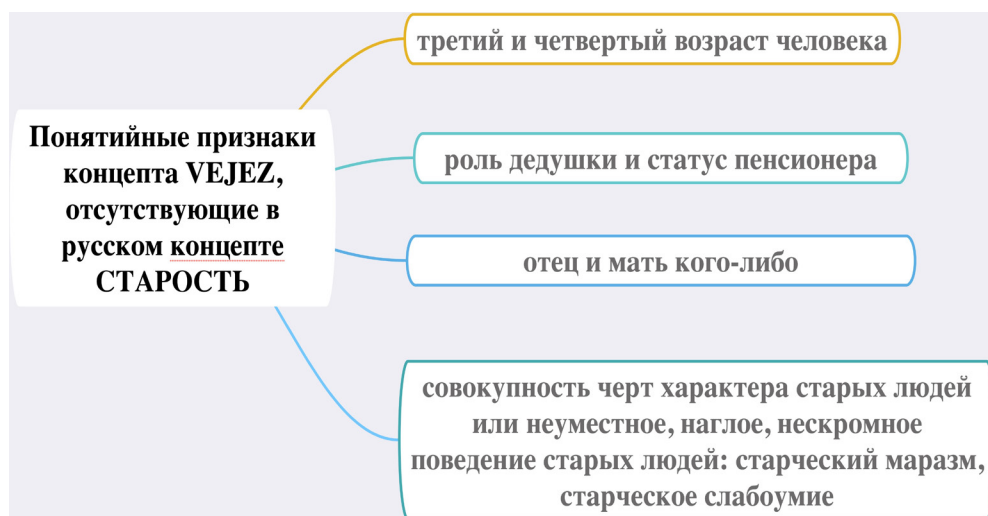 третий и четвертый возраст человека
Понятийные признаки
концепта VEJEZ,
отсутствующие в
русском концепте
СТАРОСТЬ
роль дедушки и статус пенсионера
отец и мать кого-либо
совокупность черт характера старых людей
или неуместное, наглое, нескромное
поведение старых людей: старческий маразм,
старческое слабоумие